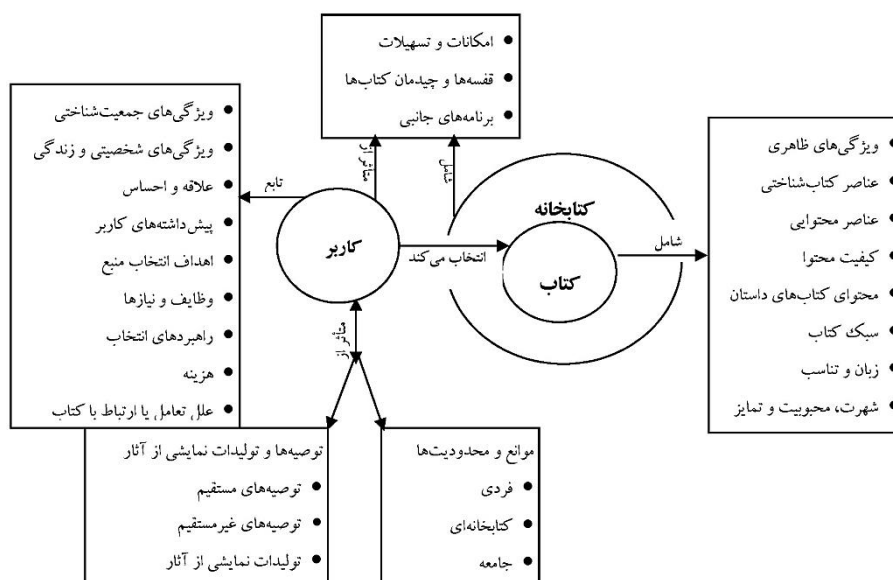 ● امکانات و تسهیلات
● قفسه‌ها و چیدمان کتاب‌ها
● برنامه‌های جانبی
● ویژگی‌های ظاهری
● عناصر کتاب‌شناختی
● عناصر محتوایی
● کیفیت محتوا
● محتوای کتاب‌های داستان
● سبک کتاب
● زبان و تناسب
● شهرت، محبوبیت و تمایز
شامل
کتابخانه
کتاب
شامل
انتخاب می‌کند
متأثر از
کاربر
تابع
● ویژگی‌های جمعیت‌شناختی
● ویژگی‌های شخصیتی و زندگی
● علاقه و احساس
● پیش‌داشته‌های کاربر
● اهداف انتخاب منبع
● وظایف و نیازها
● راهبردهای انتخاب
● هزینه
● علل تعامل یا ارتباط با کتاب
متأثر از
موانع و محدودیت‌ها
● فردی
● کتابخانه‌ای
● جامعه
توصیه‌ها و تولیدات نمایشی از آثار
● توصیه‌های مستقیم
● توصیه‌های غیرمستقیم
● تولیدات نمایشی از آثار